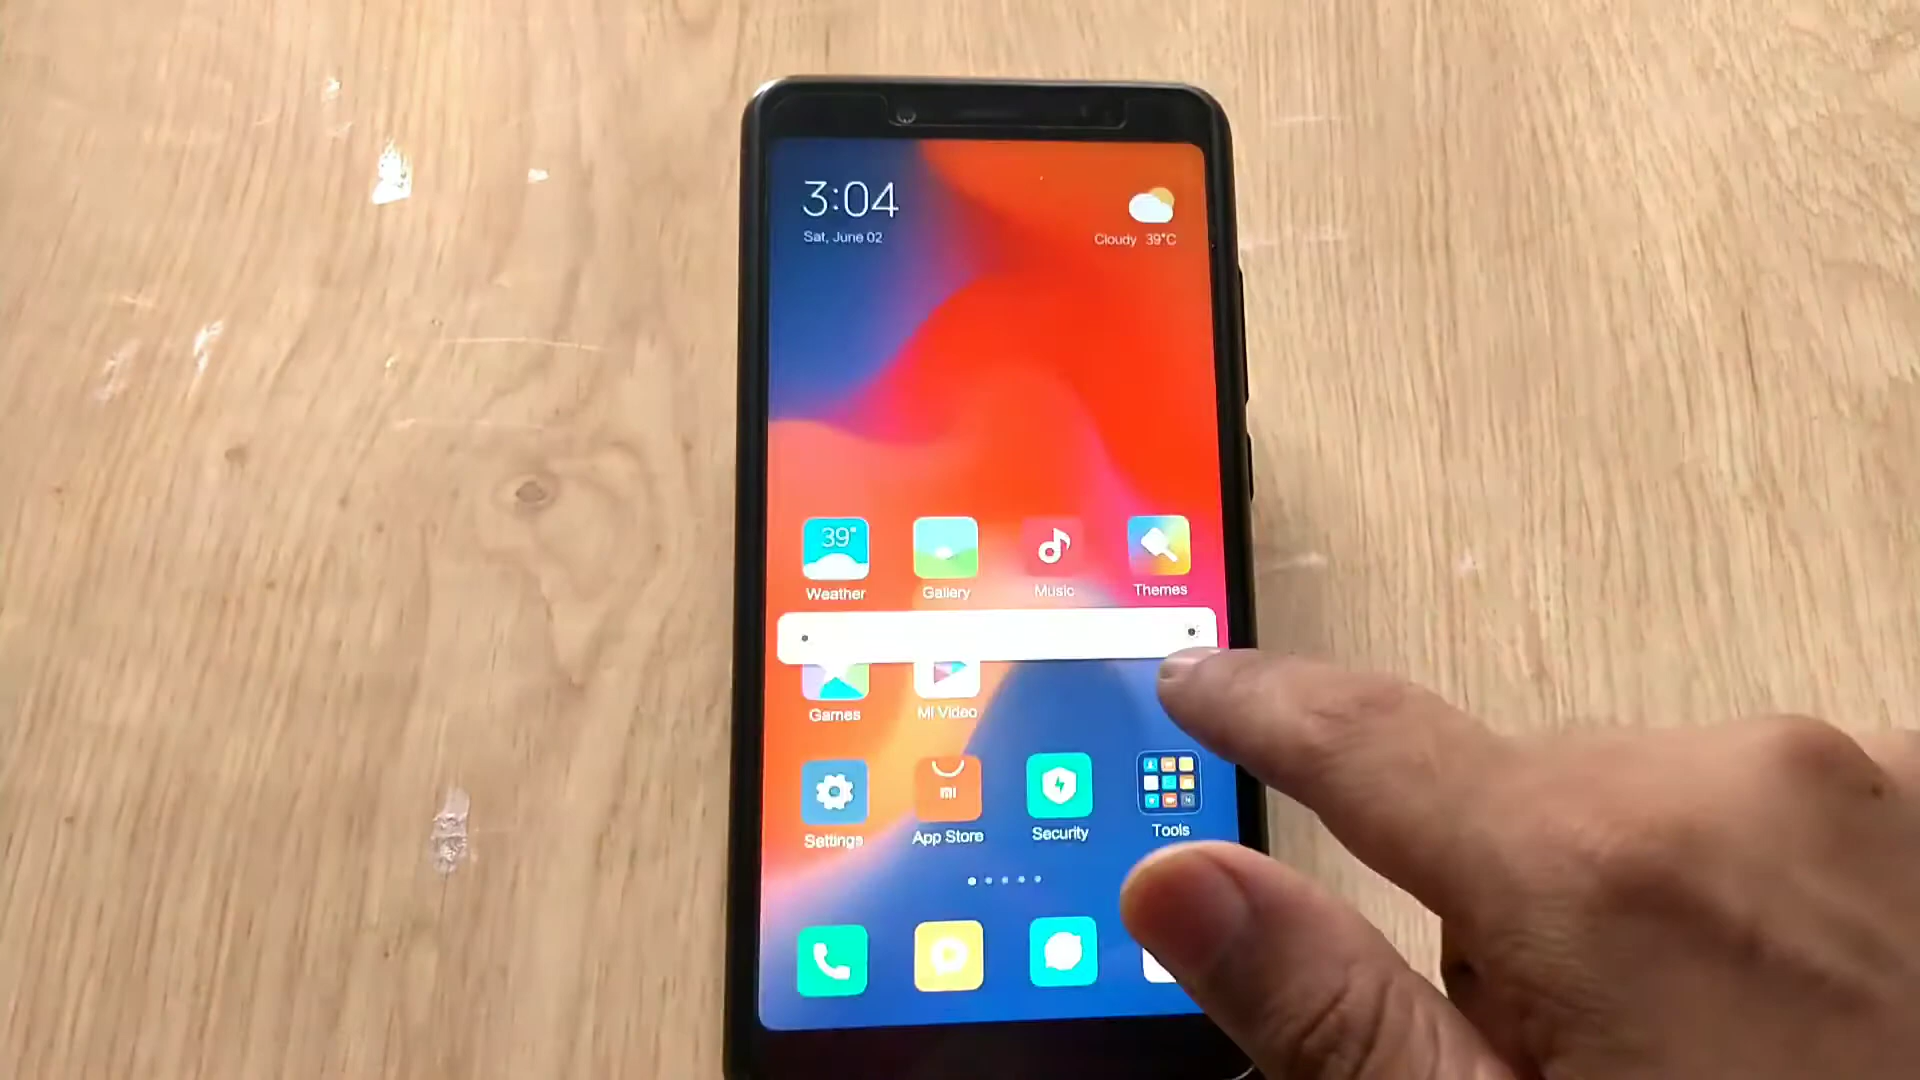 3:04
Sat, June 02
Cloudy 39°C
39°
Weather
Gallery
Music
Themes
Games
Mi Video
mi
Settings
App Store
Security
Tools